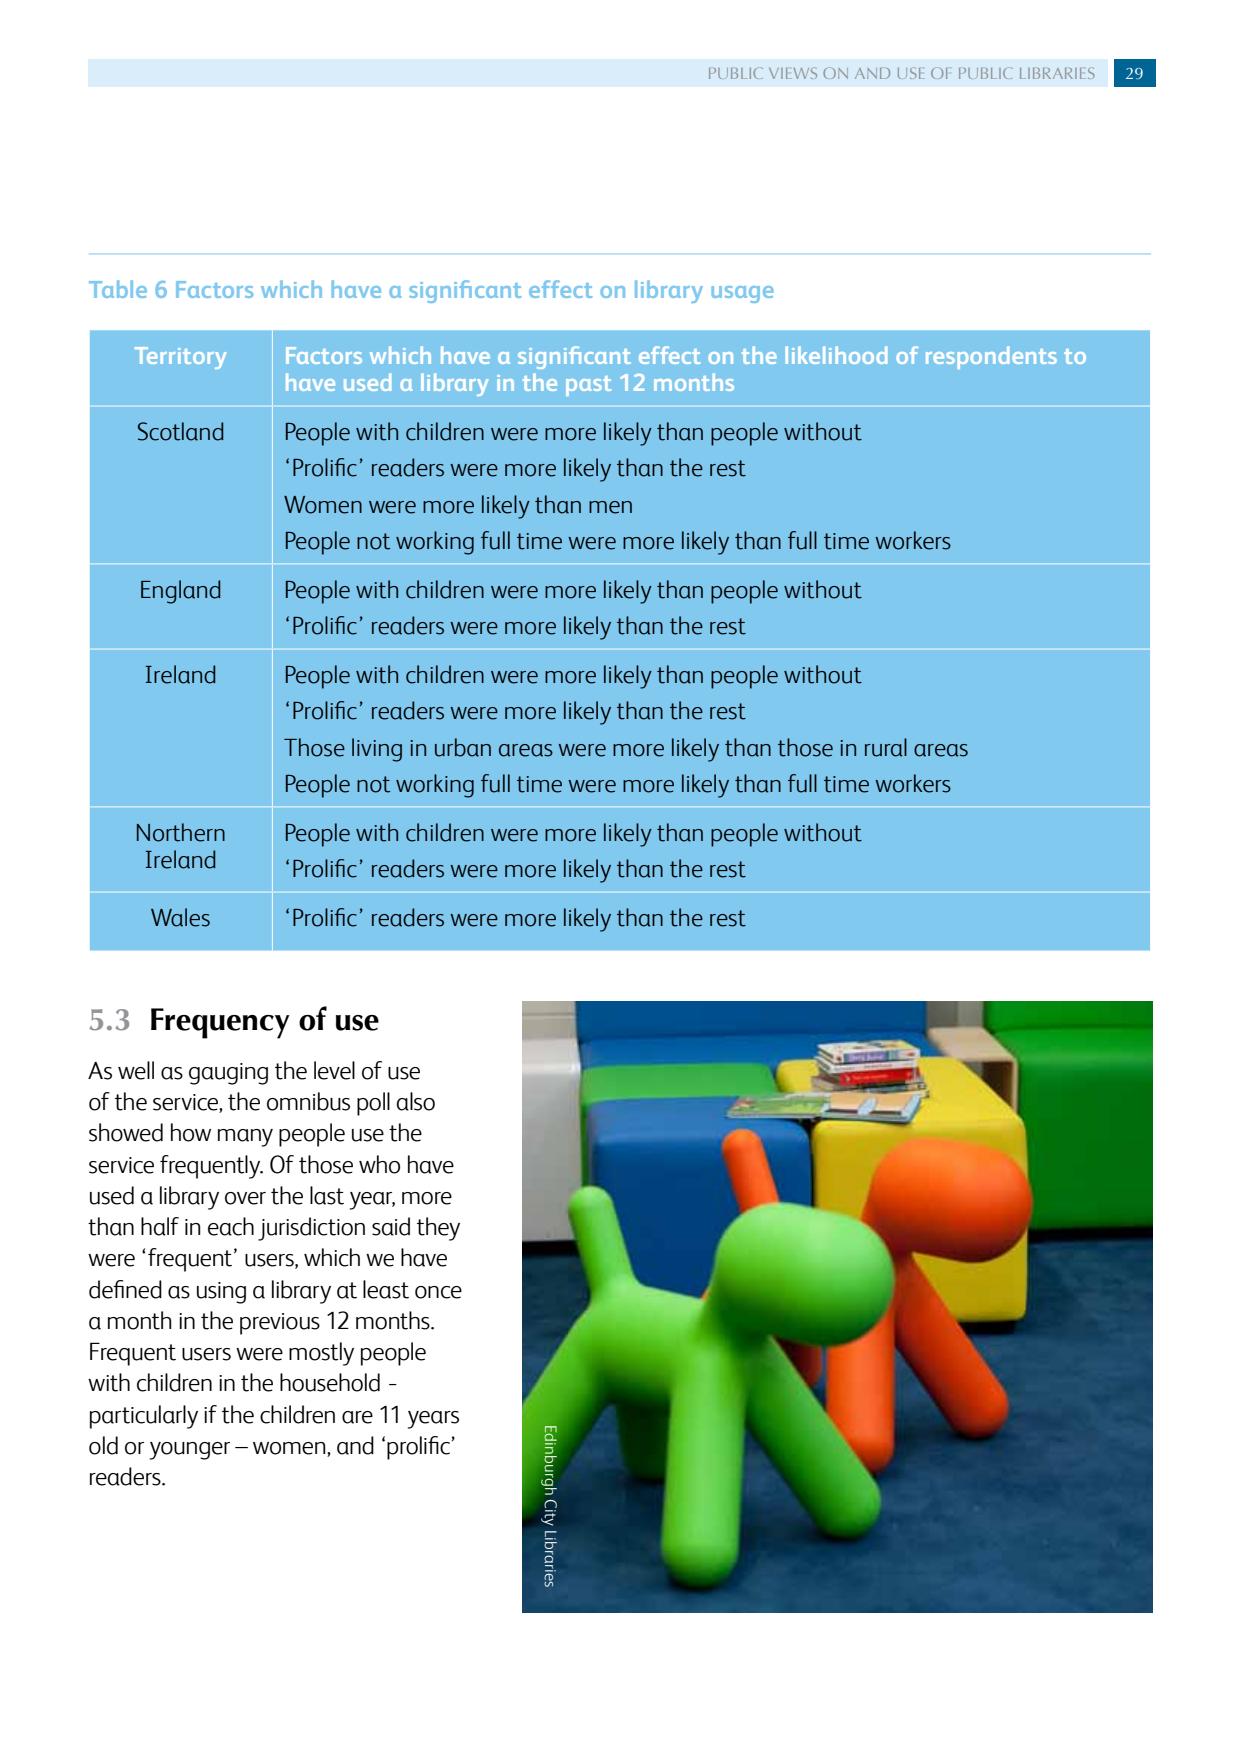 PUBLIC VIEWS ON AND USE OF PUBLIC LIBRARIES 29
Table 6 Factors which have a significant effect on library usage
Territory
Factors which have a significant effect on the likelihood of respondents to
have used a library in the past 12 months
Scotland
People with children were more likely than people without
‘Prolific’ readers were more likely than the rest
Women were more likely than men
People not working full time were more likely than full time workers
England
People with children were more likely than people without
‘Prolific’ readers were more likely than the rest
Ireland
People with children were more likely than people without
‘Prolific’ readers were more likely than the rest
Those living in urban areas were more likely than those in rural areas
People not working full time were more likely than full time workers
Northern
Ireland
People with children were more likely than people without
‘Prolific’ readers were more likely than the rest
Wales
‘Prolific’ readers were more likely than the rest
5.3 Frequency of use
As well as gauging the level of use
of the service, the omnibus poll also
showed how many people use the
service frequently. Of those who have
used a library over the last year, more
than half in each jurisdiction said they
were ‘frequent’ users, which we have
defined as using a library at least once
a month in the previous 12 months.
Frequent users were mostly people
with children in the household -
particularly if the children are 11 years
old or younger – women, and ‘prolific’
readers.
Edinburgh City Libraries